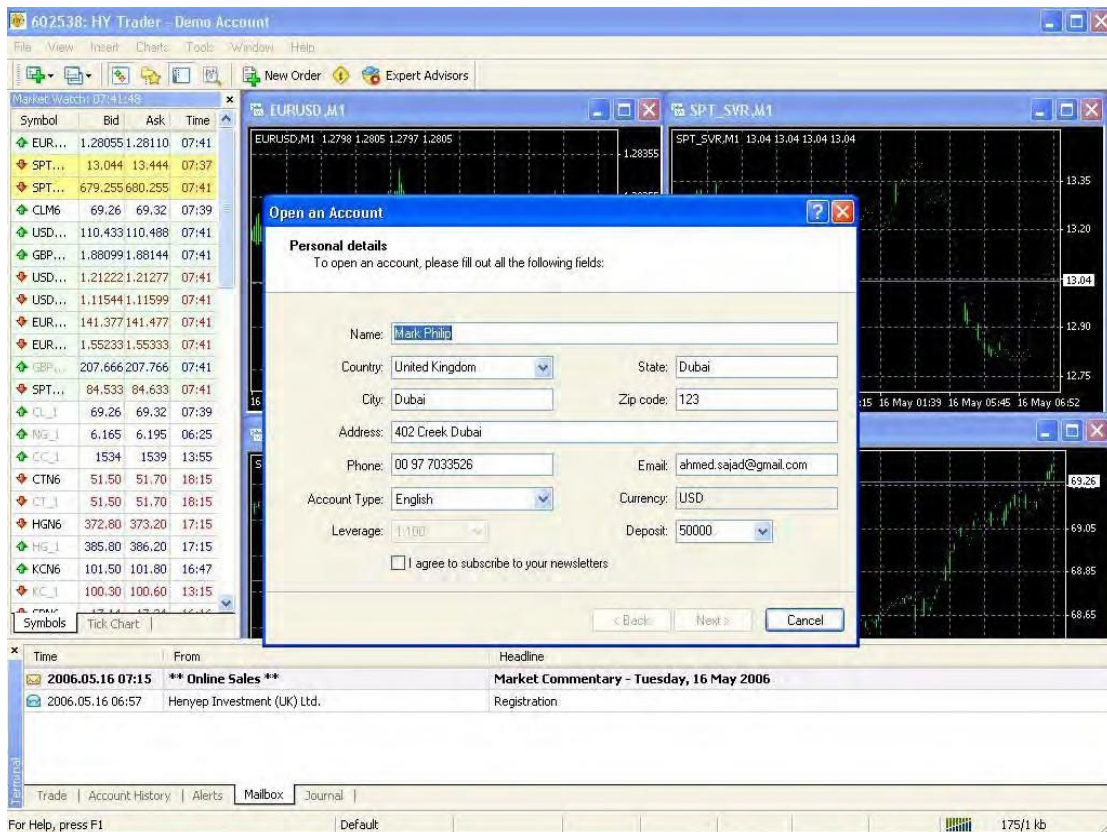 602538: HY Trader - Demo Account
File View Insert Charts Tools Window Help
New Order Expert Advisors
Market Watch: 07:41:48
Symbol Bid Ask Time
EUR... 1.28055 1.28110 07:41
SPT... 13.044 13.444 07:37
SPT... 679.255 680.255 07:41
CLM6 69.26 69.32 07:39
USD... 110.433 110.488 07:41
GBP... 1.88099 1.88144 07:41
USD... 1.21222 1.21277 07:41
USD... 1.11544 1.11599 07:41
EUR... 141.377 141.477 07:41
EUR... 1.55233 1.55333 07:41
GBP... 207.666 207.766 07:41
SPT... 84.533 84.633 07:41
CL_1 69.26 69.32 07:39
NG_1 6.165 6.195 06:25
CC_1 1534 1539 13:55
CTN6 51.50 51.70 18:15
CT_1 51.50 51.70 18:15
HGN6 372.80 373.20 17:15
HG_1 385.80 386.20 17:15
KCN6 101.50 101.80 16:47
KC_1 100.30 100.60 13:15
Symbols Tick Chart
EURUSD,M1
EURUSD,M1 1.2798 1.2805 1.2797 1.2805
1.28355
SPT_SVR,M1
SPT_SVR,M1 13.04 13.04 13.04 13.04
13.35
13.20
13.04
12.90
12.75
16 May 01:39 16 May 05:45 16 May 06:52
69.26
69.05
68.85
68.65
Open an Account
Personal details
To open an account, please fill out all the following fields:
Name: Mark Philip
Country: United Kingdom State: Dubai
City: Dubai Zip code: 123
Address: 402 Creek Dubai
Phone: 00 97 7033526 Email: ahmed.sajad@gmail.com
Account Type: English Currency: USD
Leverage: 1:100 Deposit: 50000
I agree to subscribe to your newsletters
< Back Next > Cancel
Time From Headline
2006.05.16 07:15 ** Online Sales ** Market Commentary - Tuesday, 16 May 2006
2006.05.16 06:57 Henyep Investment (UK) Ltd. Registration
Terminal
Trade Account History Alerts Mailbox Journal
For Help, press F1 Default 175/1 kb